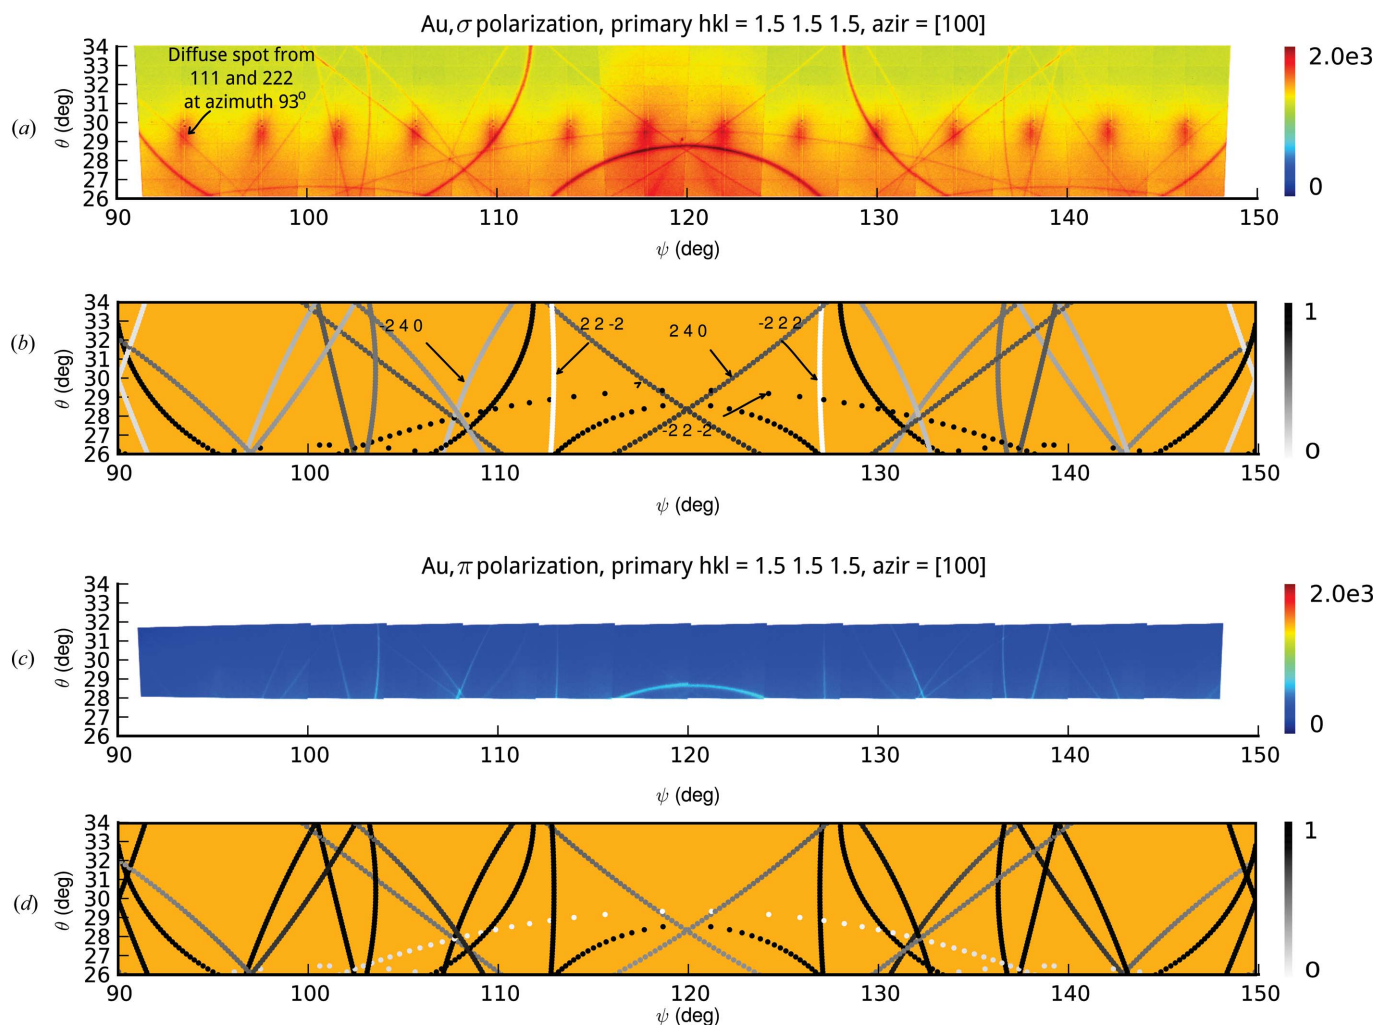 Au, σ polarization, primary hkl = 1.5 1.5 1.5, azir = [100]
(a)
θ (deg)
34
33
32
31
30
29
28
27
26
Diffuse spot from
111 and 222
at azimuth 93°
2.0e3
0
90 100 110 120 130 140 150
ψ (deg)
(b)
θ (deg)
34
33
32
31
30
29
28
27
26
-2 4 0
2 2 -2
2 4 0
-2 2 2
-2 2 -2
1
0
90 100 110 120 130 140 150
ψ (deg)
Au, π polarization, primary hkl = 1.5 1.5 1.5, azir = [100]
(c)
θ (deg)
34
33
32
31
30
29
28
27
26
2.0e3
0
90 100 110 120 130 140 150
ψ (deg)
(d)
θ (deg)
34
33
32
31
30
29
28
27
26
1
0
90 100 110 120 130 140 150
ψ (deg)